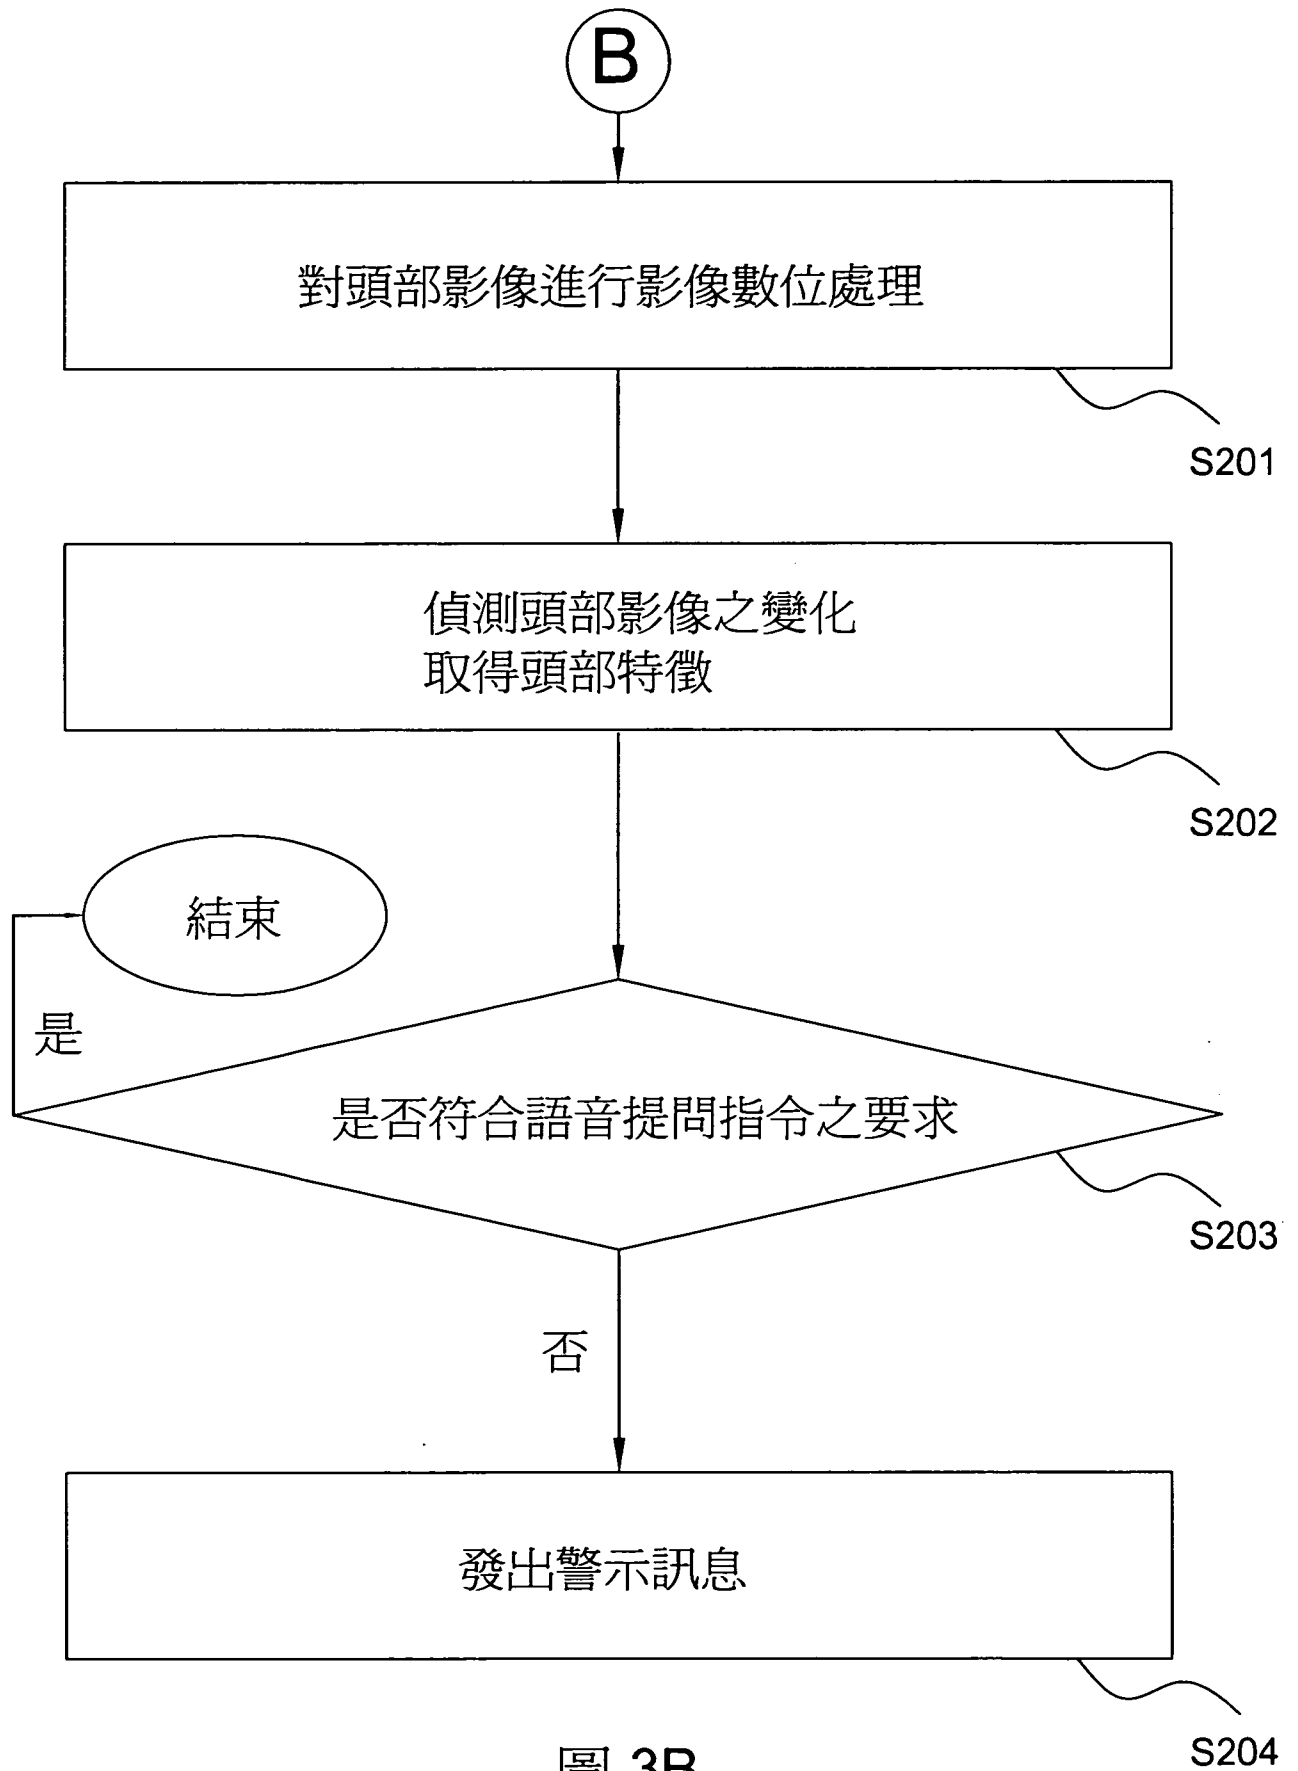 B
對頭部影像進行影像數位處理
S201
偵測頭部影像之變化
取得頭部特徵
S202
結束
是
是否符合語音提問指令之要求
S203
否
發出警示訊息
S204
圖 3B